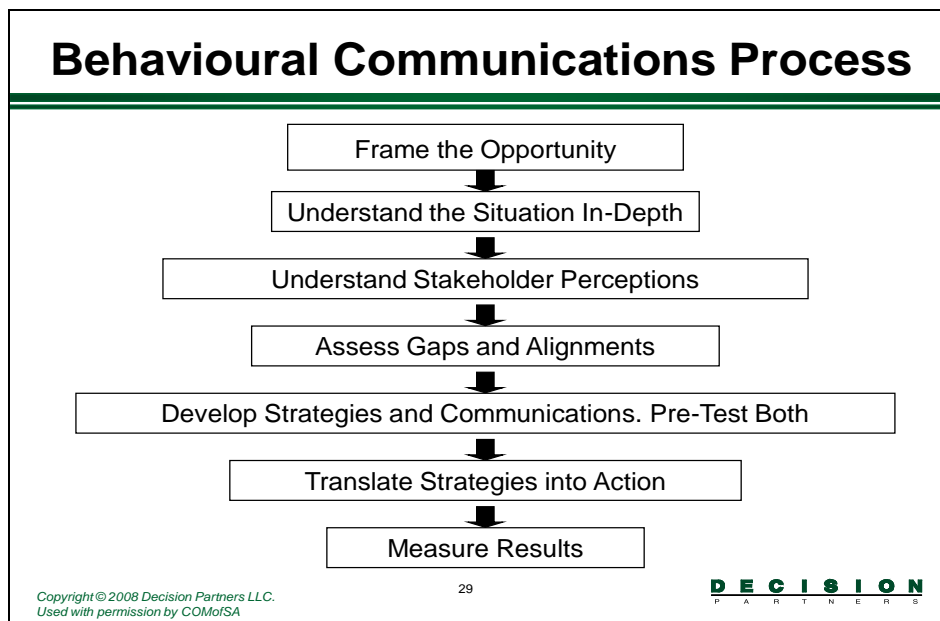 Behavioural Communications Process
Frame the Opportunity
Understand the Situation In-Depth
Understand Stakeholder Perceptions
Assess Gaps and Alignments
Develop Strategies and Communications. Pre-Test Both
Translate Strategies into Action
Measure Results
Copyright © 2008 Decision Partners LLC.
Used with permission by COMofSA
29
DECISION
PARTNERS